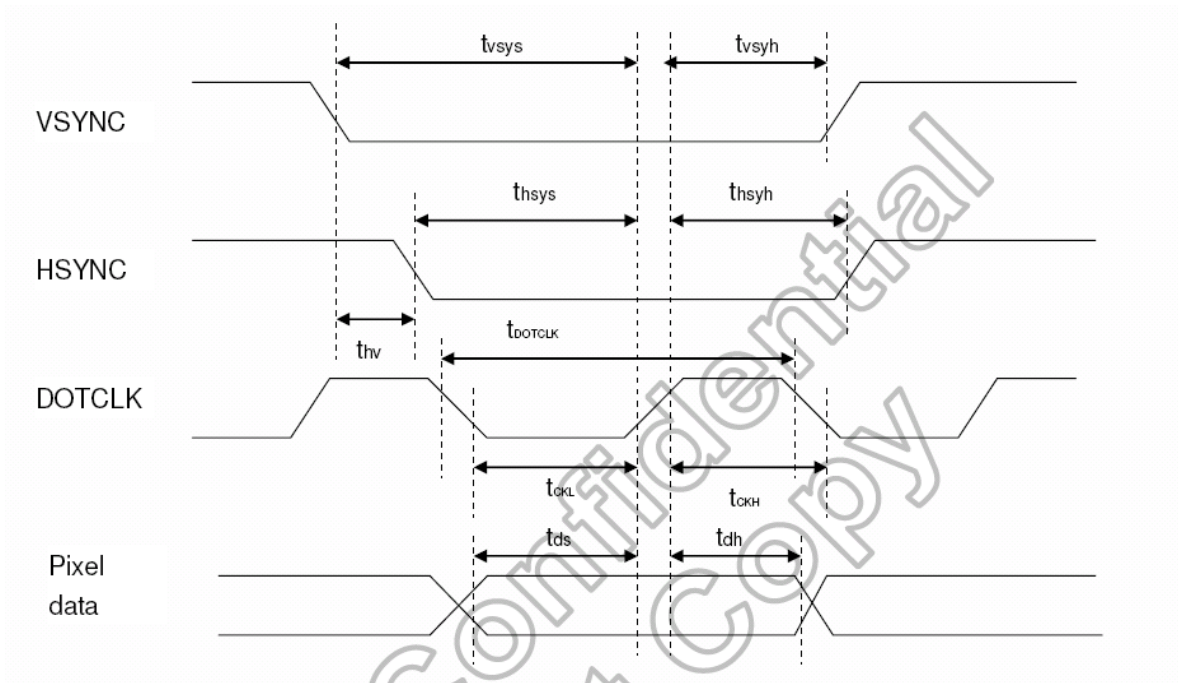 tvsys
tvsyh
VSYNC
thsys
thsyh
HSYNC
thv
tDOTCLK
DOTCLK
tCKL
tCKH
tds
tdh
Pixel
data
Confidential
Copy